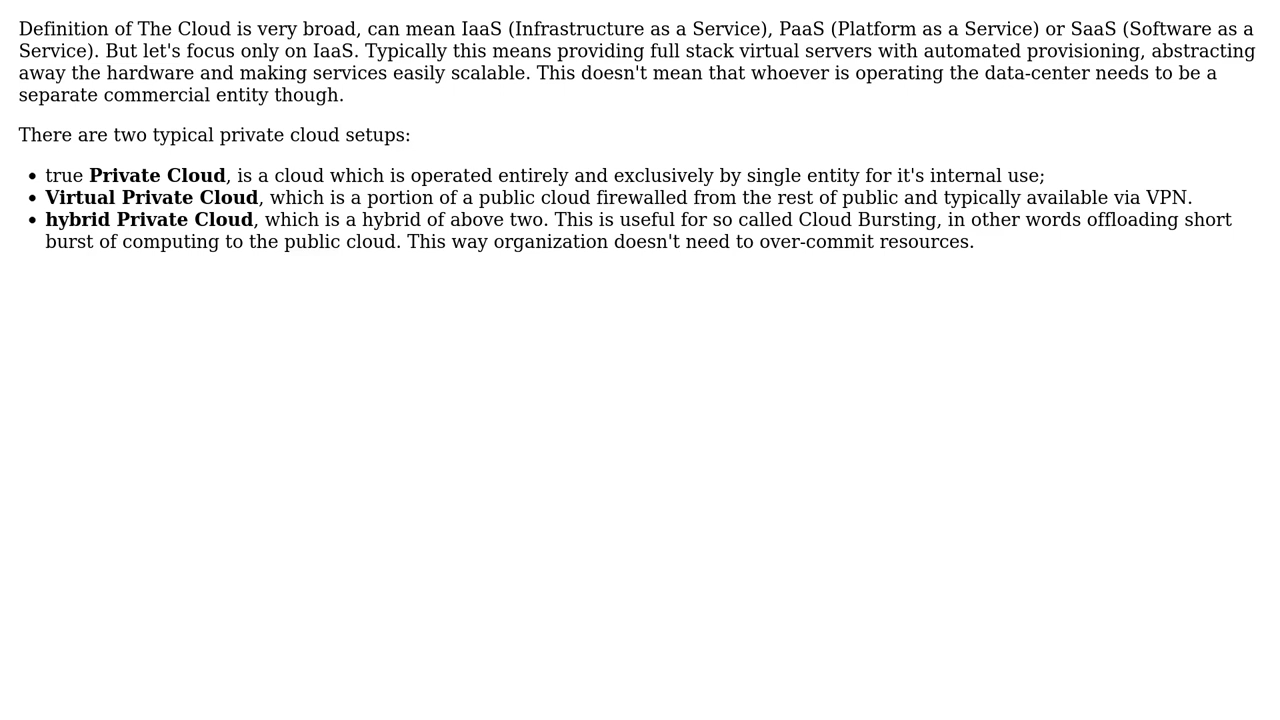 Definition of The Cloud is very broad, can mean IaaS (Infrastructure as a Service), PaaS (Platform as a Service) or SaaS (Software as a
Service). But let's focus only on IaaS. Typically this means providing full stack virtual servers with automated provisioning, abstracting
away the hardware and making services easily scalable. This doesn't mean that whoever is operating the data-center needs to be a
separate commercial entity though.
There are two typical private cloud setups:
• true Private Cloud, is a cloud which is operated entirely and exclusively by single entity for it's internal use;
• Virtual Private Cloud, which is a portion of a public cloud firewalled from the rest of public and typically available via VPN.
• hybrid Private Cloud, which is a hybrid of above two. This is useful for so called Cloud Bursting, in other words offloading short
burst of computing to the public cloud. This way organization doesn't need to over-commit resources.